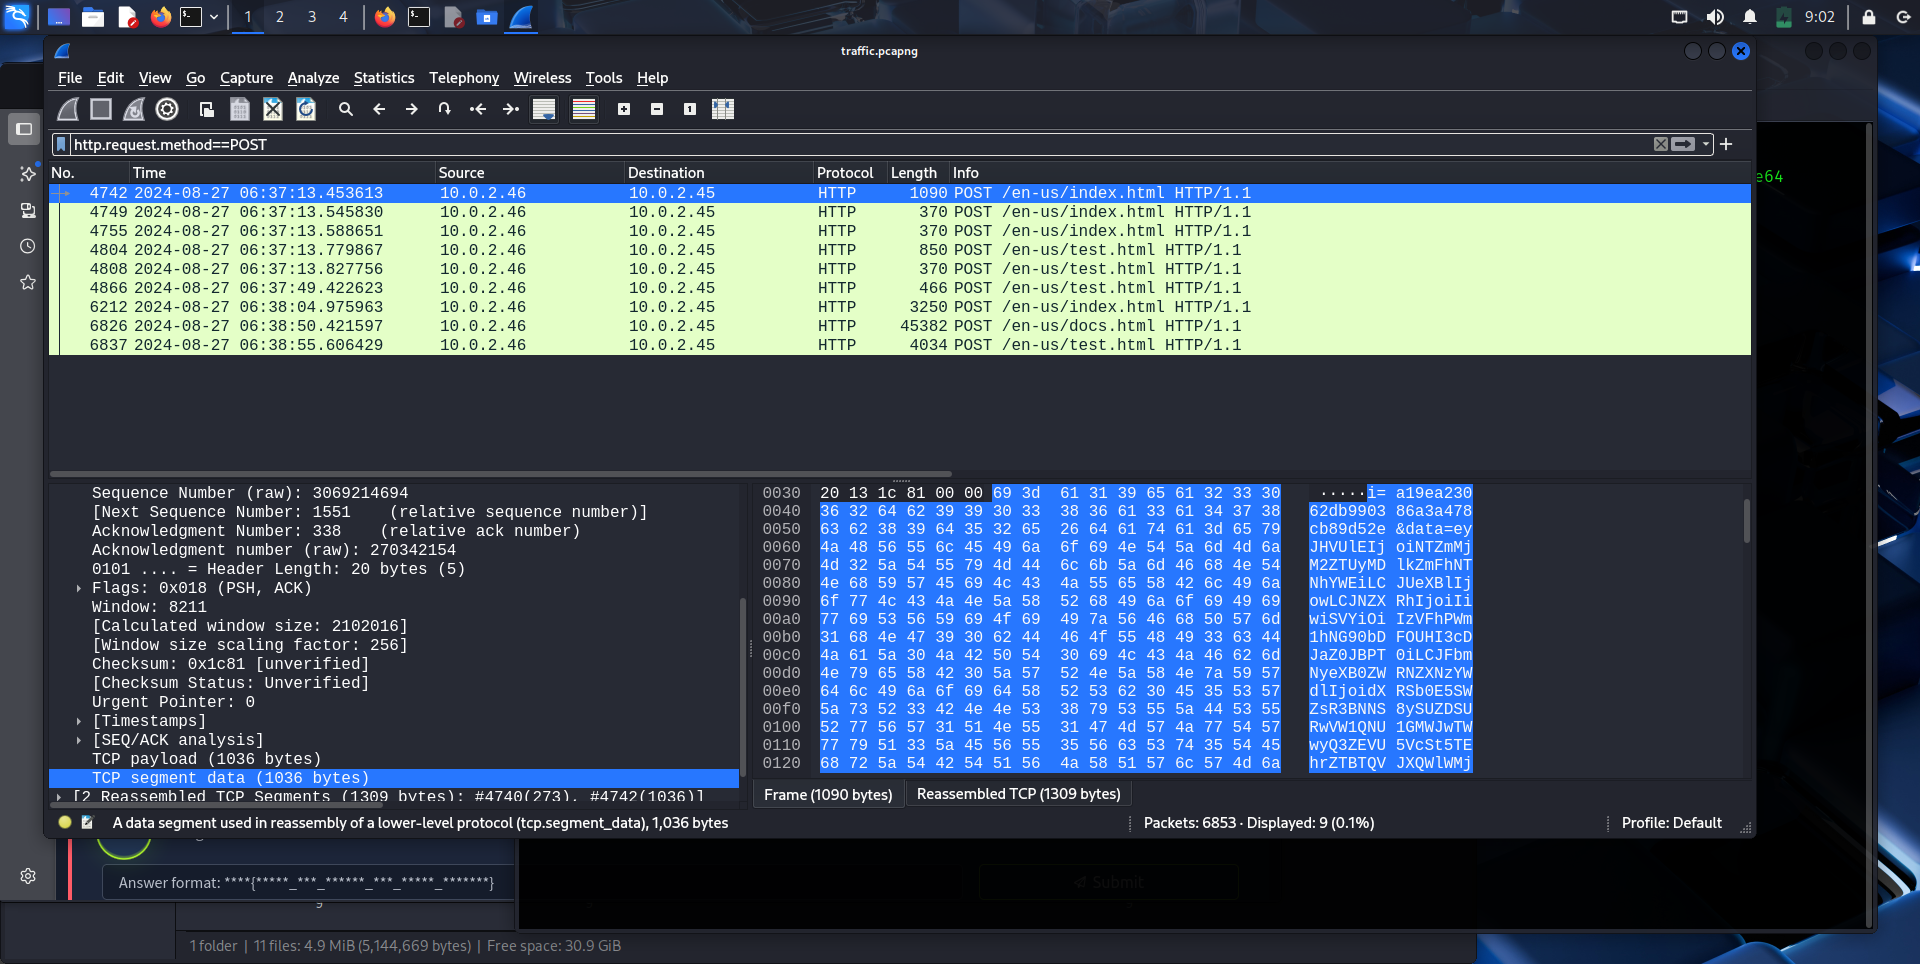 1 2 3 4 9:02
traffic.pcapng
File Edit View Go Capture Analyze Statistics Telephony Wireless Tools Help
http.request.method==POST
No. Time Source Destination Protocol Length Info
4742 2024-08-27 06:37:13.453613 10.0.2.46 10.0.2.45 HTTP 1090 POST /en-us/index.html HTTP/1.1
4749 2024-08-27 06:37:13.545830 10.0.2.46 10.0.2.45 HTTP 370 POST /en-us/index.html HTTP/1.1
4755 2024-08-27 06:37:13.588651 10.0.2.46 10.0.2.45 HTTP 370 POST /en-us/index.html HTTP/1.1
4804 2024-08-27 06:37:13.779867 10.0.2.46 10.0.2.45 HTTP 850 POST /en-us/test.html HTTP/1.1
4808 2024-08-27 06:37:13.827756 10.0.2.46 10.0.2.45 HTTP 370 POST /en-us/test.html HTTP/1.1
4866 2024-08-27 06:37:49.422623 10.0.2.46 10.0.2.45 HTTP 466 POST /en-us/test.html HTTP/1.1
6212 2024-08-27 06:38:04.975963 10.0.2.46 10.0.2.45 HTTP 3250 POST /en-us/index.html HTTP/1.1
6826 2024-08-27 06:38:50.421597 10.0.2.46 10.0.2.45 HTTP 45382 POST /en-us/docs.html HTTP/1.1
6837 2024-08-27 06:38:55.606429 10.0.2.46 10.0.2.45 HTTP 4034 POST /en-us/test.html HTTP/1.1
e64
Sequence Number (raw): 3069214694
[Next Sequence Number: 1551 (relative sequence number)]
Acknowledgment Number: 338 (relative ack number)
Acknowledgment number (raw): 270342154
0101 .... = Header Length: 20 bytes (5)
Flags: 0x018 (PSH, ACK)
Window: 8211
[Calculated window size: 2102016]
[Window size scaling factor: 256]
Checksum: 0x1c81 [unverified]
[Checksum Status: Unverified]
Urgent Pointer: 0
[Timestamps]
[SEQ/ACK analysis]
TCP payload (1036 bytes)
TCP segment data (1036 bytes)
[2 Reassembled TCP Segments (1309 bytes): #4740(273), #4742(1036)]
0030 20 13 1c 81 00 00 69 3d 61 31 39 65 61 32 33 30 ·····i= a19ea230
0040 36 32 64 62 39 39 30 33 38 36 61 33 61 34 37 38 62db9903 86a3a478
0050 63 62 38 39 64 35 32 65 26 64 61 74 61 3d 65 79 cb89d52e &data=ey
0060 4a 48 56 55 6c 45 49 6a 6f 69 4e 54 5a 6d 4d 6a JHVUlEIj oiNTZmMj
0070 4d 32 5a 54 55 79 4d 44 6c 6b 5a 6d 46 68 4e 54 M2ZTUyMD lkZmFhNT
0080 4e 68 59 57 45 69 4c 43 4a 55 65 58 42 6c 49 6a NhYWEiLC JUeXBlIj
0090 6f 77 4c 43 4a 4e 5a 58 52 68 49 6a 6f 69 49 69 owLCJNZX RhIjoiIi
00a0 77 69 53 56 59 69 4f 69 49 7a 56 46 68 50 57 6d wiSVYiOi IzVFhPWm
00b0 31 68 4e 47 39 30 62 44 46 4f 55 48 49 33 63 44 1hNG90bD FOUHI3cD
00c0 4a 61 5a 30 4a 42 50 54 30 69 4c 43 4a 46 62 6d JaZ0JBPT 0iLCJFbm
00d0 4e 79 65 58 42 30 5a 57 52 4e 5a 58 4e 7a 59 57 NyeXB0ZW RNZXNzYW
00e0 64 6c 49 6a 6f 69 64 58 52 53 62 30 45 35 53 57 dlIjoidX RSb0E5SW
00f0 5a 73 52 33 42 4e 4e 53 38 79 53 55 5a 44 53 55 ZsR3BNNS 8ySUZDSU
0100 52 77 56 57 31 51 4e 55 31 47 4d 57 4a 77 54 57 RwVW1QNU 1GMWJwTW
0110 77 79 51 33 5a 45 56 55 35 56 63 53 74 35 54 45 wyQ3ZEVU 5VcSt5TE
0120 68 72 5a 54 42 54 51 56 4a 58 51 57 6c 57 4d 6a hrZTBTQV JXQWlWMj
Frame (1090 bytes) Reassembled TCP (1309 bytes)
A data segment used in reassembly of a lower-level protocol (tcp.segment_data), 1,036 bytes Packets: 6853 · Displayed: 9 (0.1%) Profile: Default
Answer format: ****{*****_***_******_***_*****_*******} Submit
1 folder | 11 files: 4.9 MiB (5,144,669 bytes) | Free space: 30.9 GiB